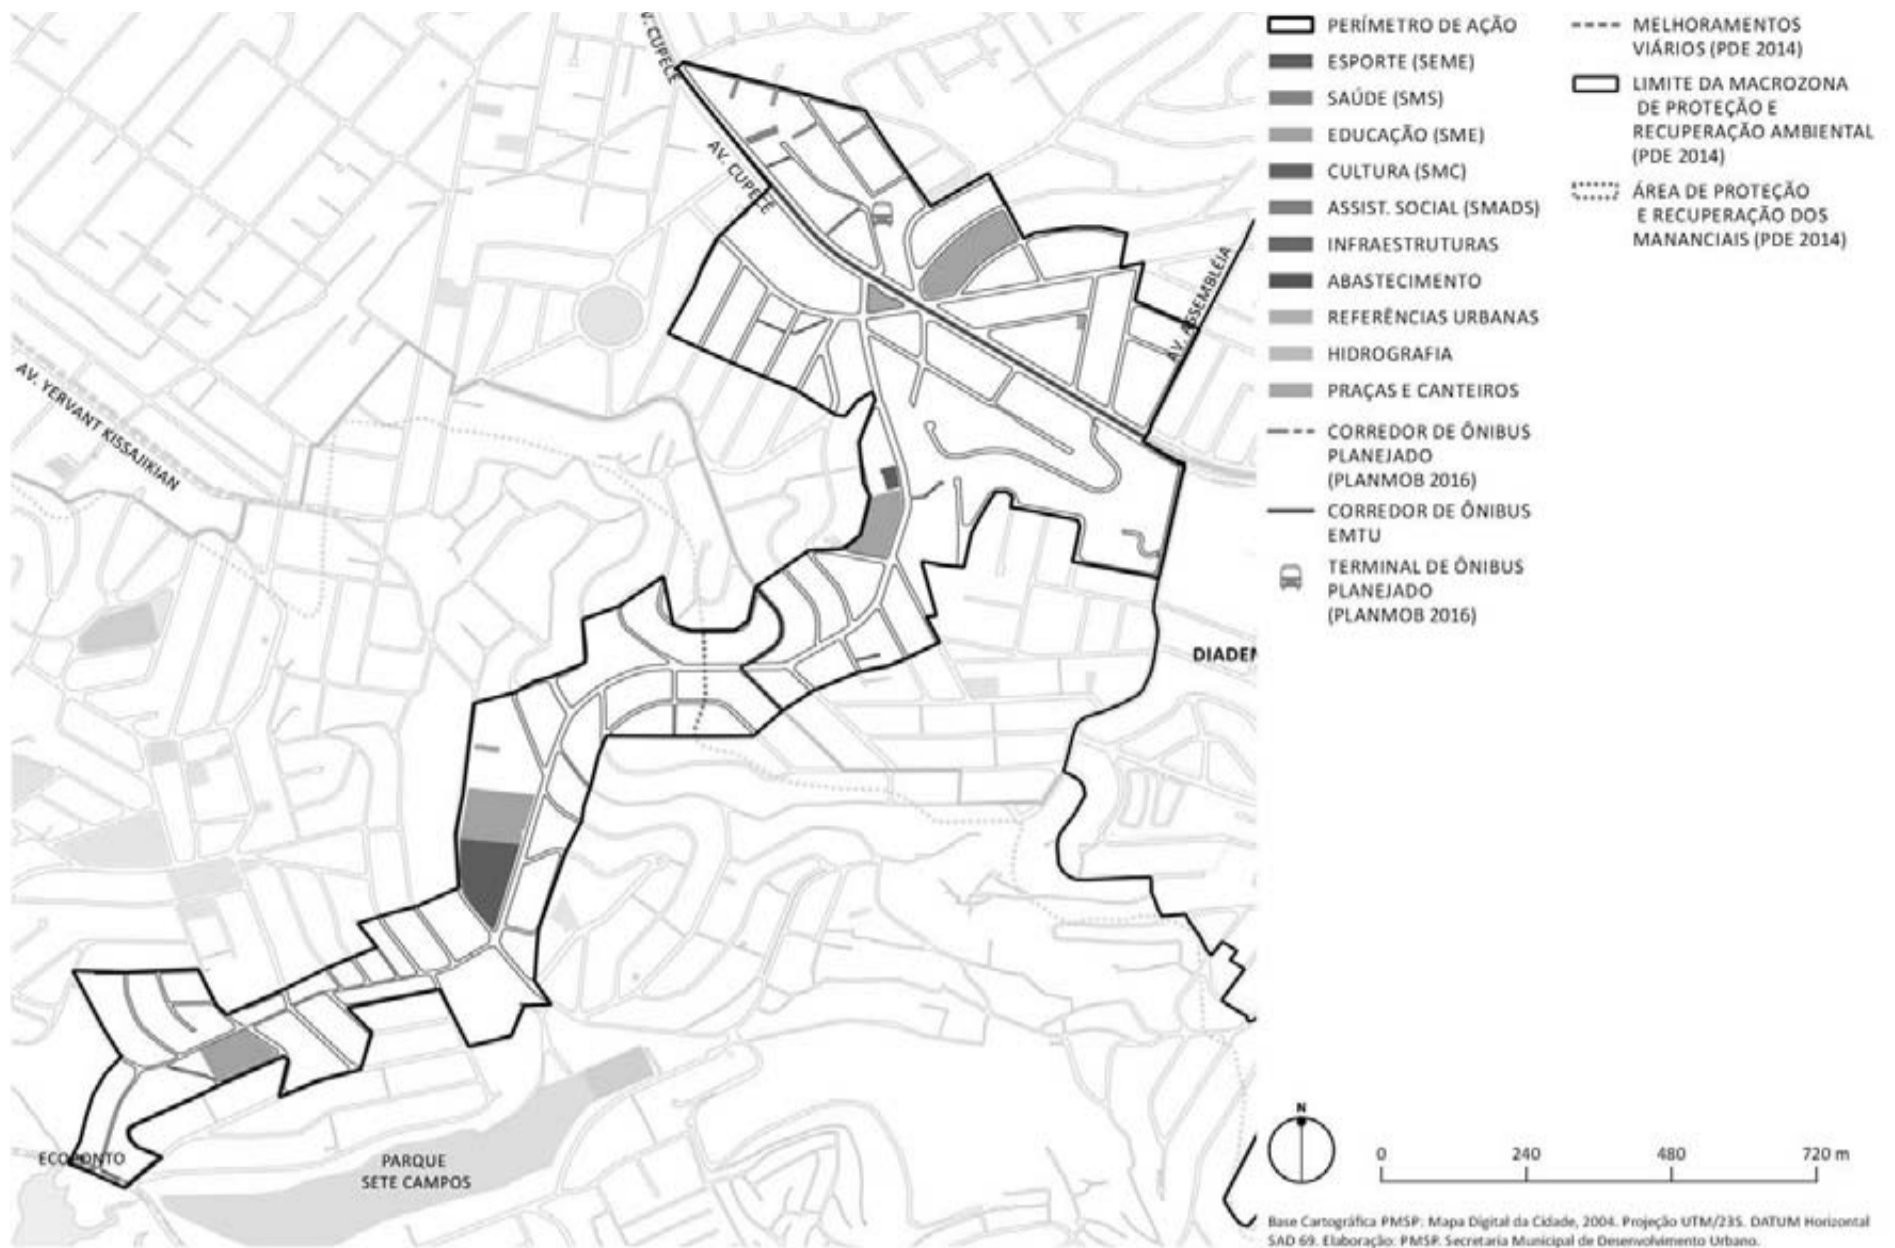 AV. CUPECÊ
AV. CUPECÊ
AV. ASSEMBLÉIA
AV. YERVANT KISSAJIKIAN
DIADEM
ECOPONTO
PARQUE
SETE CAMPOS
PERÍMETRO DE AÇÃO
ESPORTE (SEME)
SAÚDE (SMS)
EDUCAÇÃO (SME)
CULTURA (SMC)
ASSIST. SOCIAL (SMADS)
INFRAESTRUTURAS
ABASTECIMENTO
REFERÊNCIAS URBANAS
HIDROGRAFIA
PRAÇAS E CANTEIROS
CORREDOR DE ÔNIBUS
PLANEJADO
(PLANMOB 2016)
CORREDOR DE ÔNIBUS
EMTU
TERMINAL DE ÔNIBUS
PLANEJADO
(PLANMOB 2016)
MELHORAMENTOS
VIÁRIOS (PDE 2014)
LIMITE DA MACROZONA
DE PROTEÇÃO E
RECUPERAÇÃO AMBIENTAL
(PDE 2014)
ÁREA DE PROTEÇÃO
E RECUPERAÇÃO DOS
MANANCIAIS (PDE 2014)
N
0 240 480 720 m
Base Cartográfica PMSP: Mapa Digital da Cidade, 2004. Projeção UTM/23S. DATUM Horizontal
SAD 69. Elaboração: PMSP. Secretaria Municipal de Desenvolvimento Urbano.